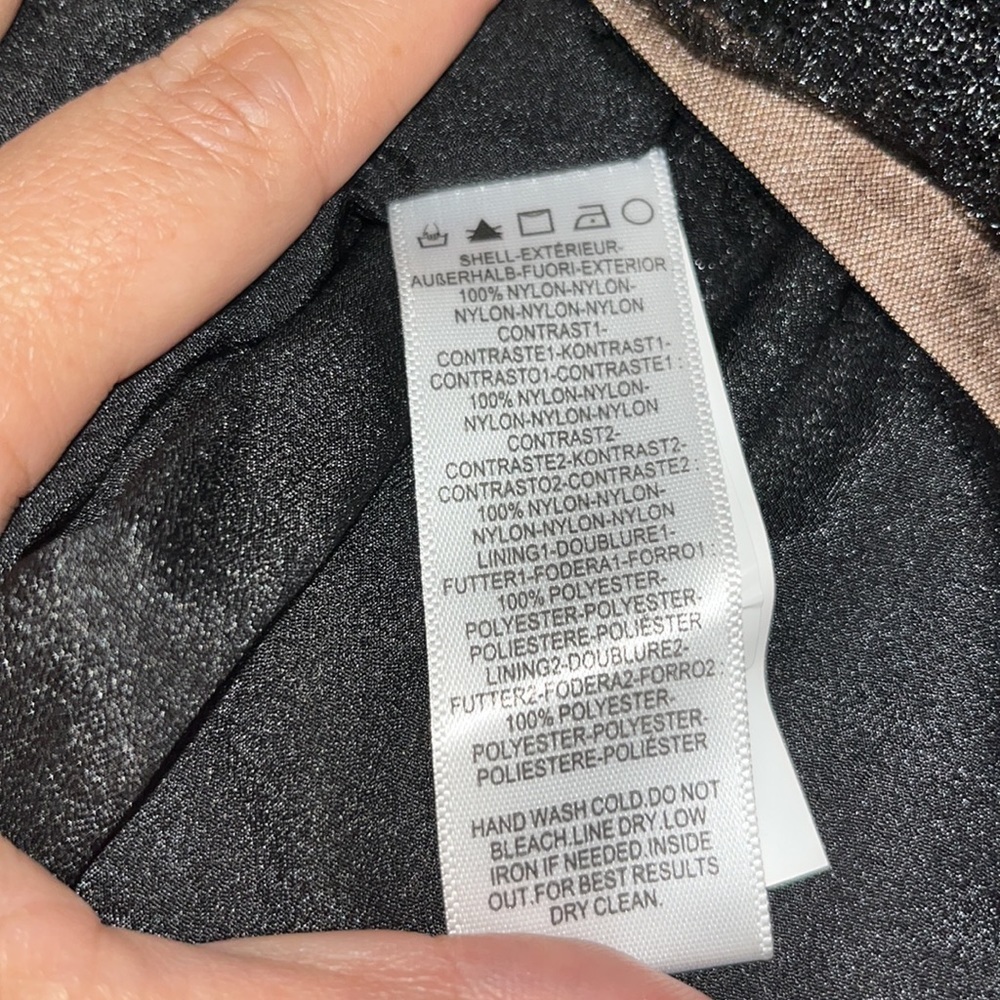 SHELL-EXTÉRIEUR-
AUßERHALB-FUORI-EXTERIOR
100% NYLON-NYLON-
NYLON-NYLON-NYLON
CONTRAST1-
CONTRASTE1-KONTRAST1-
CONTRASTO1-CONTRASTE1 :
100% NYLON-NYLON-
NYLON-NYLON-NYLON
CONTRAST2-
CONTRASTE2-KONTRAST2-
CONTRASTO2-CONTRASTE2 :
100% NYLON-NYLON-
NYLON-NYLON-NYLON
LINING1-DOUBLURE1-
FUTTER1-FODERA1-FORRO1 :
100% POLYESTER-
POLYESTER-POLYESTER-
POLIESTERE-POLIÉSTER
LINING2-DOUBLURE2-
FUTTER2-FODERA2-FORRO2 :
100% POLYESTER-
POLYESTER-POLYESTER-
POLIESTERE-POLIÉSTER
HAND WASH COLD.DO NOT
BLEACH.LINE DRY.LOW
IRON IF NEEDED.INSIDE
OUT.FOR BEST RESULTS
DRY CLEAN.